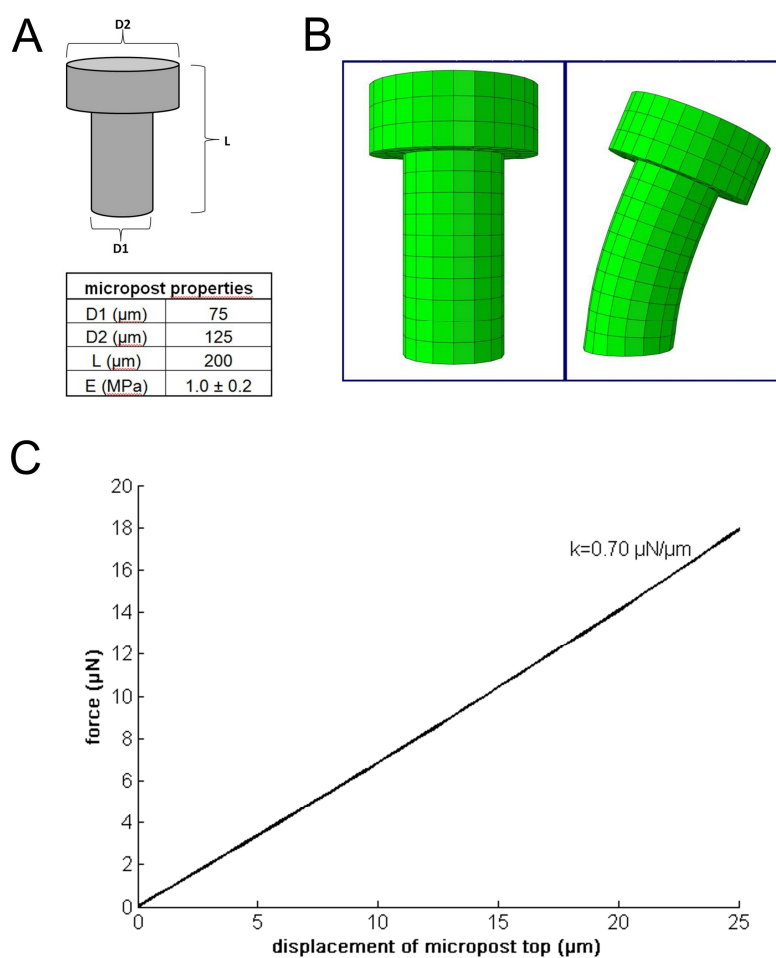 A
D2
L
D1
micropost properties
D1 (µm) 75
D2 (µm) 125
L (µm) 200
E (MPa) 1.0 ± 0.2
B
C
20
18
16
14
12
10
8
6
4
2
0
force (µN)
k=0.70 µN/µm
0 5 10 15 20 25
displacement of micropost top (µm)